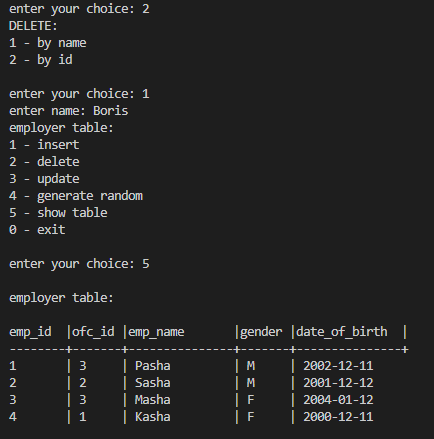 enter your choice: 2
DELETE:
1 - by name
2 - by id

enter your choice: 1
enter name: Boris
employer table:
1 - insert
2 - delete
3 - update
4 - generate random
5 - show table
0 - exit

enter your choice: 5

employer table:

emp_id  |ofc_id |emp_name       |gender |date_of_birth  |
--------+-------+---------------+-------+---------------+
1       | 3     | Pasha         | M     | 2002-12-11
2       | 2     | Sasha         | M     | 2001-12-12
3       | 3     | Masha         | F     | 2004-01-12
4       | 1     | Kasha         | F     | 2000-12-11